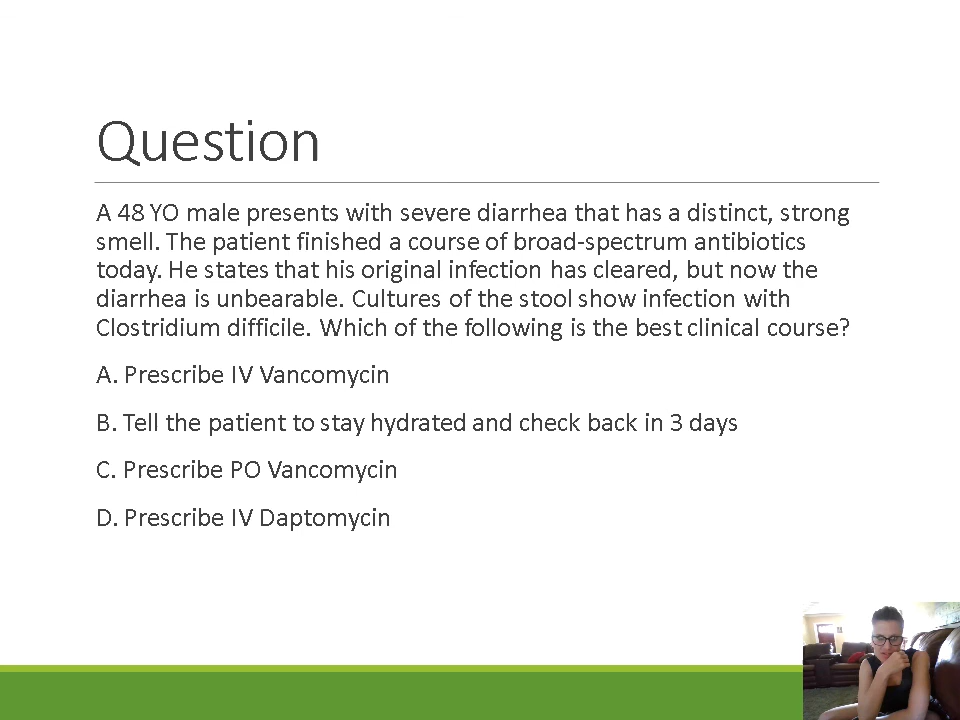 Question
A 48 YO male presents with severe diarrhea that has a distinct, strong
smell. The patient finished a course of broad-spectrum antibiotics
today. He states that his original infection has cleared, but now the
diarrhea is unbearable. Cultures of the stool show infection with
Clostridium difficile. Which of the following is the best clinical course?
A. Prescribe IV Vancomycin
B. Tell the patient to stay hydrated and check back in 3 days
C. Prescribe PO Vancomycin
D. Prescribe IV Daptomycin